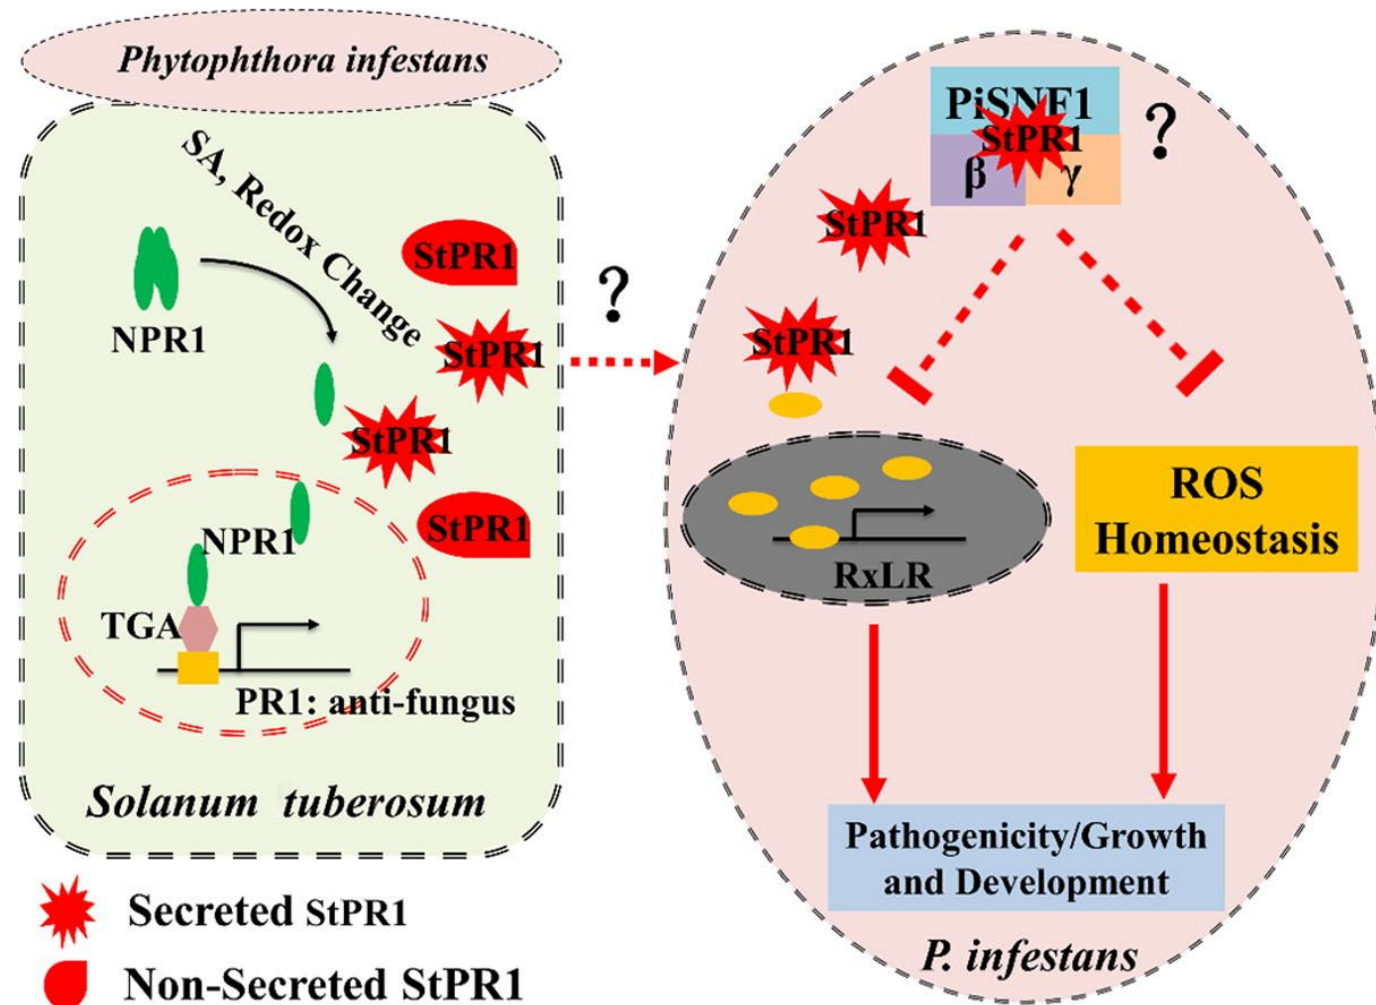 Phytophthora infestans
SA, Redox Change
NPR1
StPR1
StPR1
StPR1
StPR1
NPR1
TGA
PR1: anti-fungus
Solanum tuberosum
Secreted StPR1
Non-Secreted StPR1
?
PiSNF1
StPR1
β
γ
?
StPR1
StPR1
RxLR
ROS
Homeostasis
Pathogenicity/Growth
and Development
P. infestans